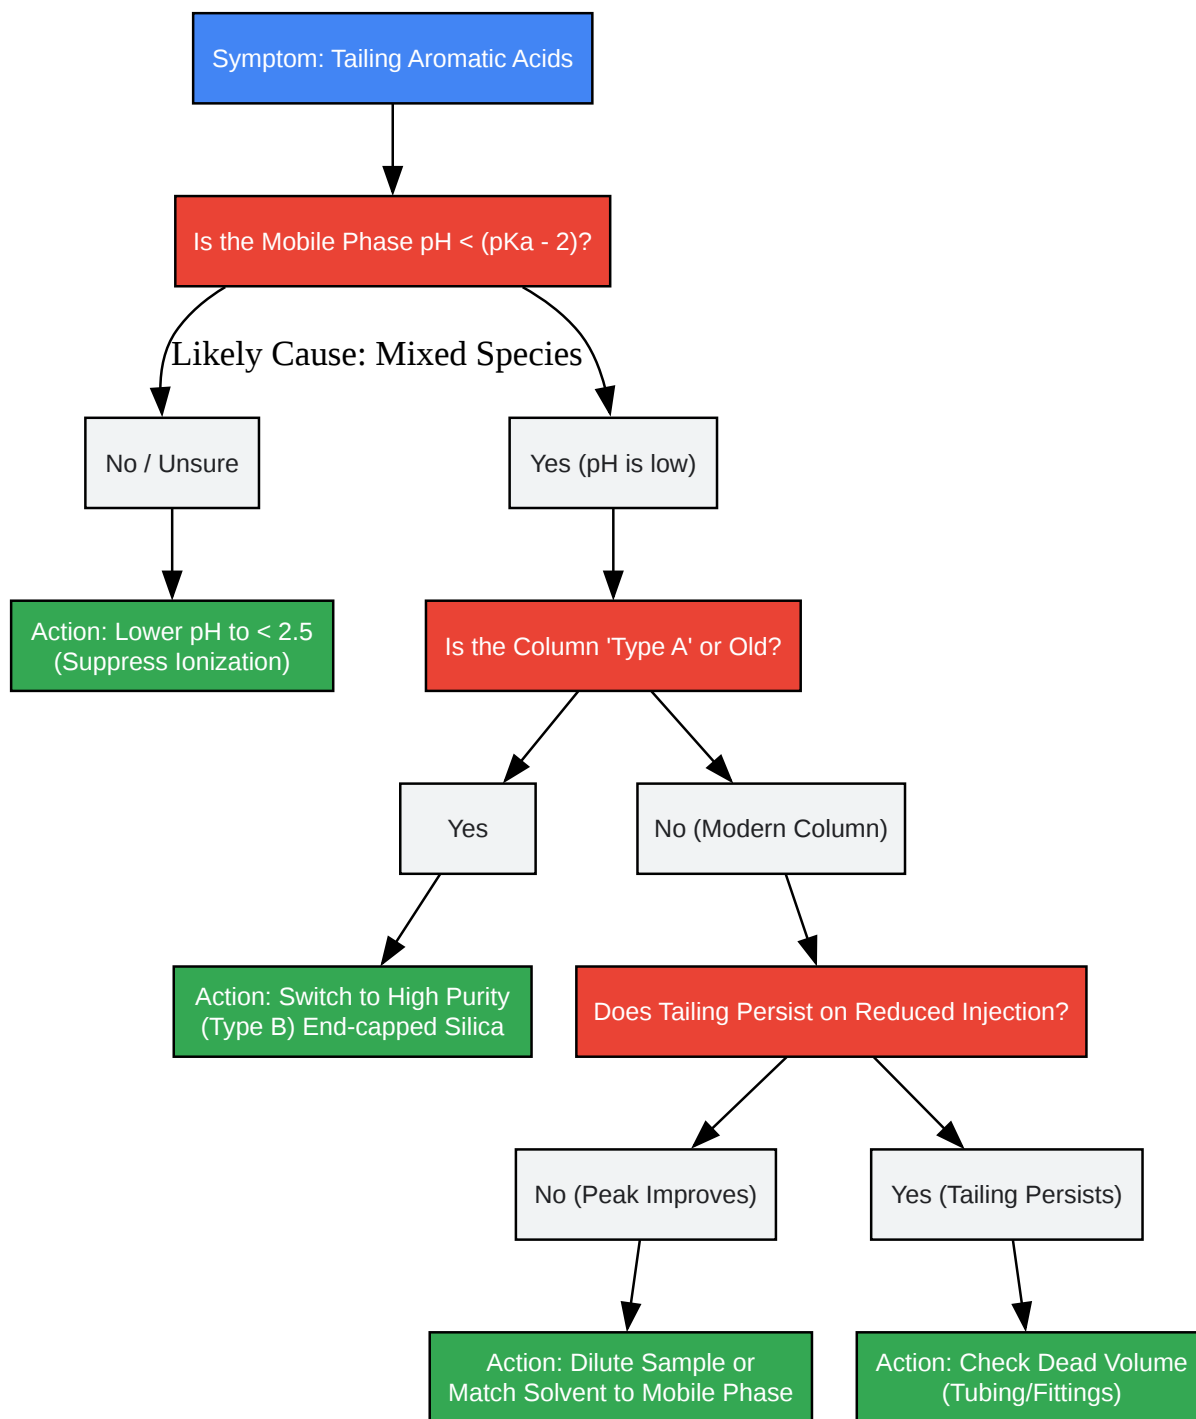 Symptom: Tailing Aromatic Acids
Is the Mobile Phase pH < (pKa - 2)?
Likely Cause: Mixed Species
No / Unsure
Yes (pH is low)
Action: Lower pH to < 2.5
(Suppress Ionization)
Is the Column 'Type A' or Old?
Yes
No (Modern Column)
Action: Switch to High Purity
(Type B) End-capped Silica
Does Tailing Persist on Reduced Injection?
No (Peak Improves)
Yes (Tailing Persists)
Action: Dilute Sample or
Match Solvent to Mobile Phase
Action: Check Dead Volume
(Tubing/Fittings)